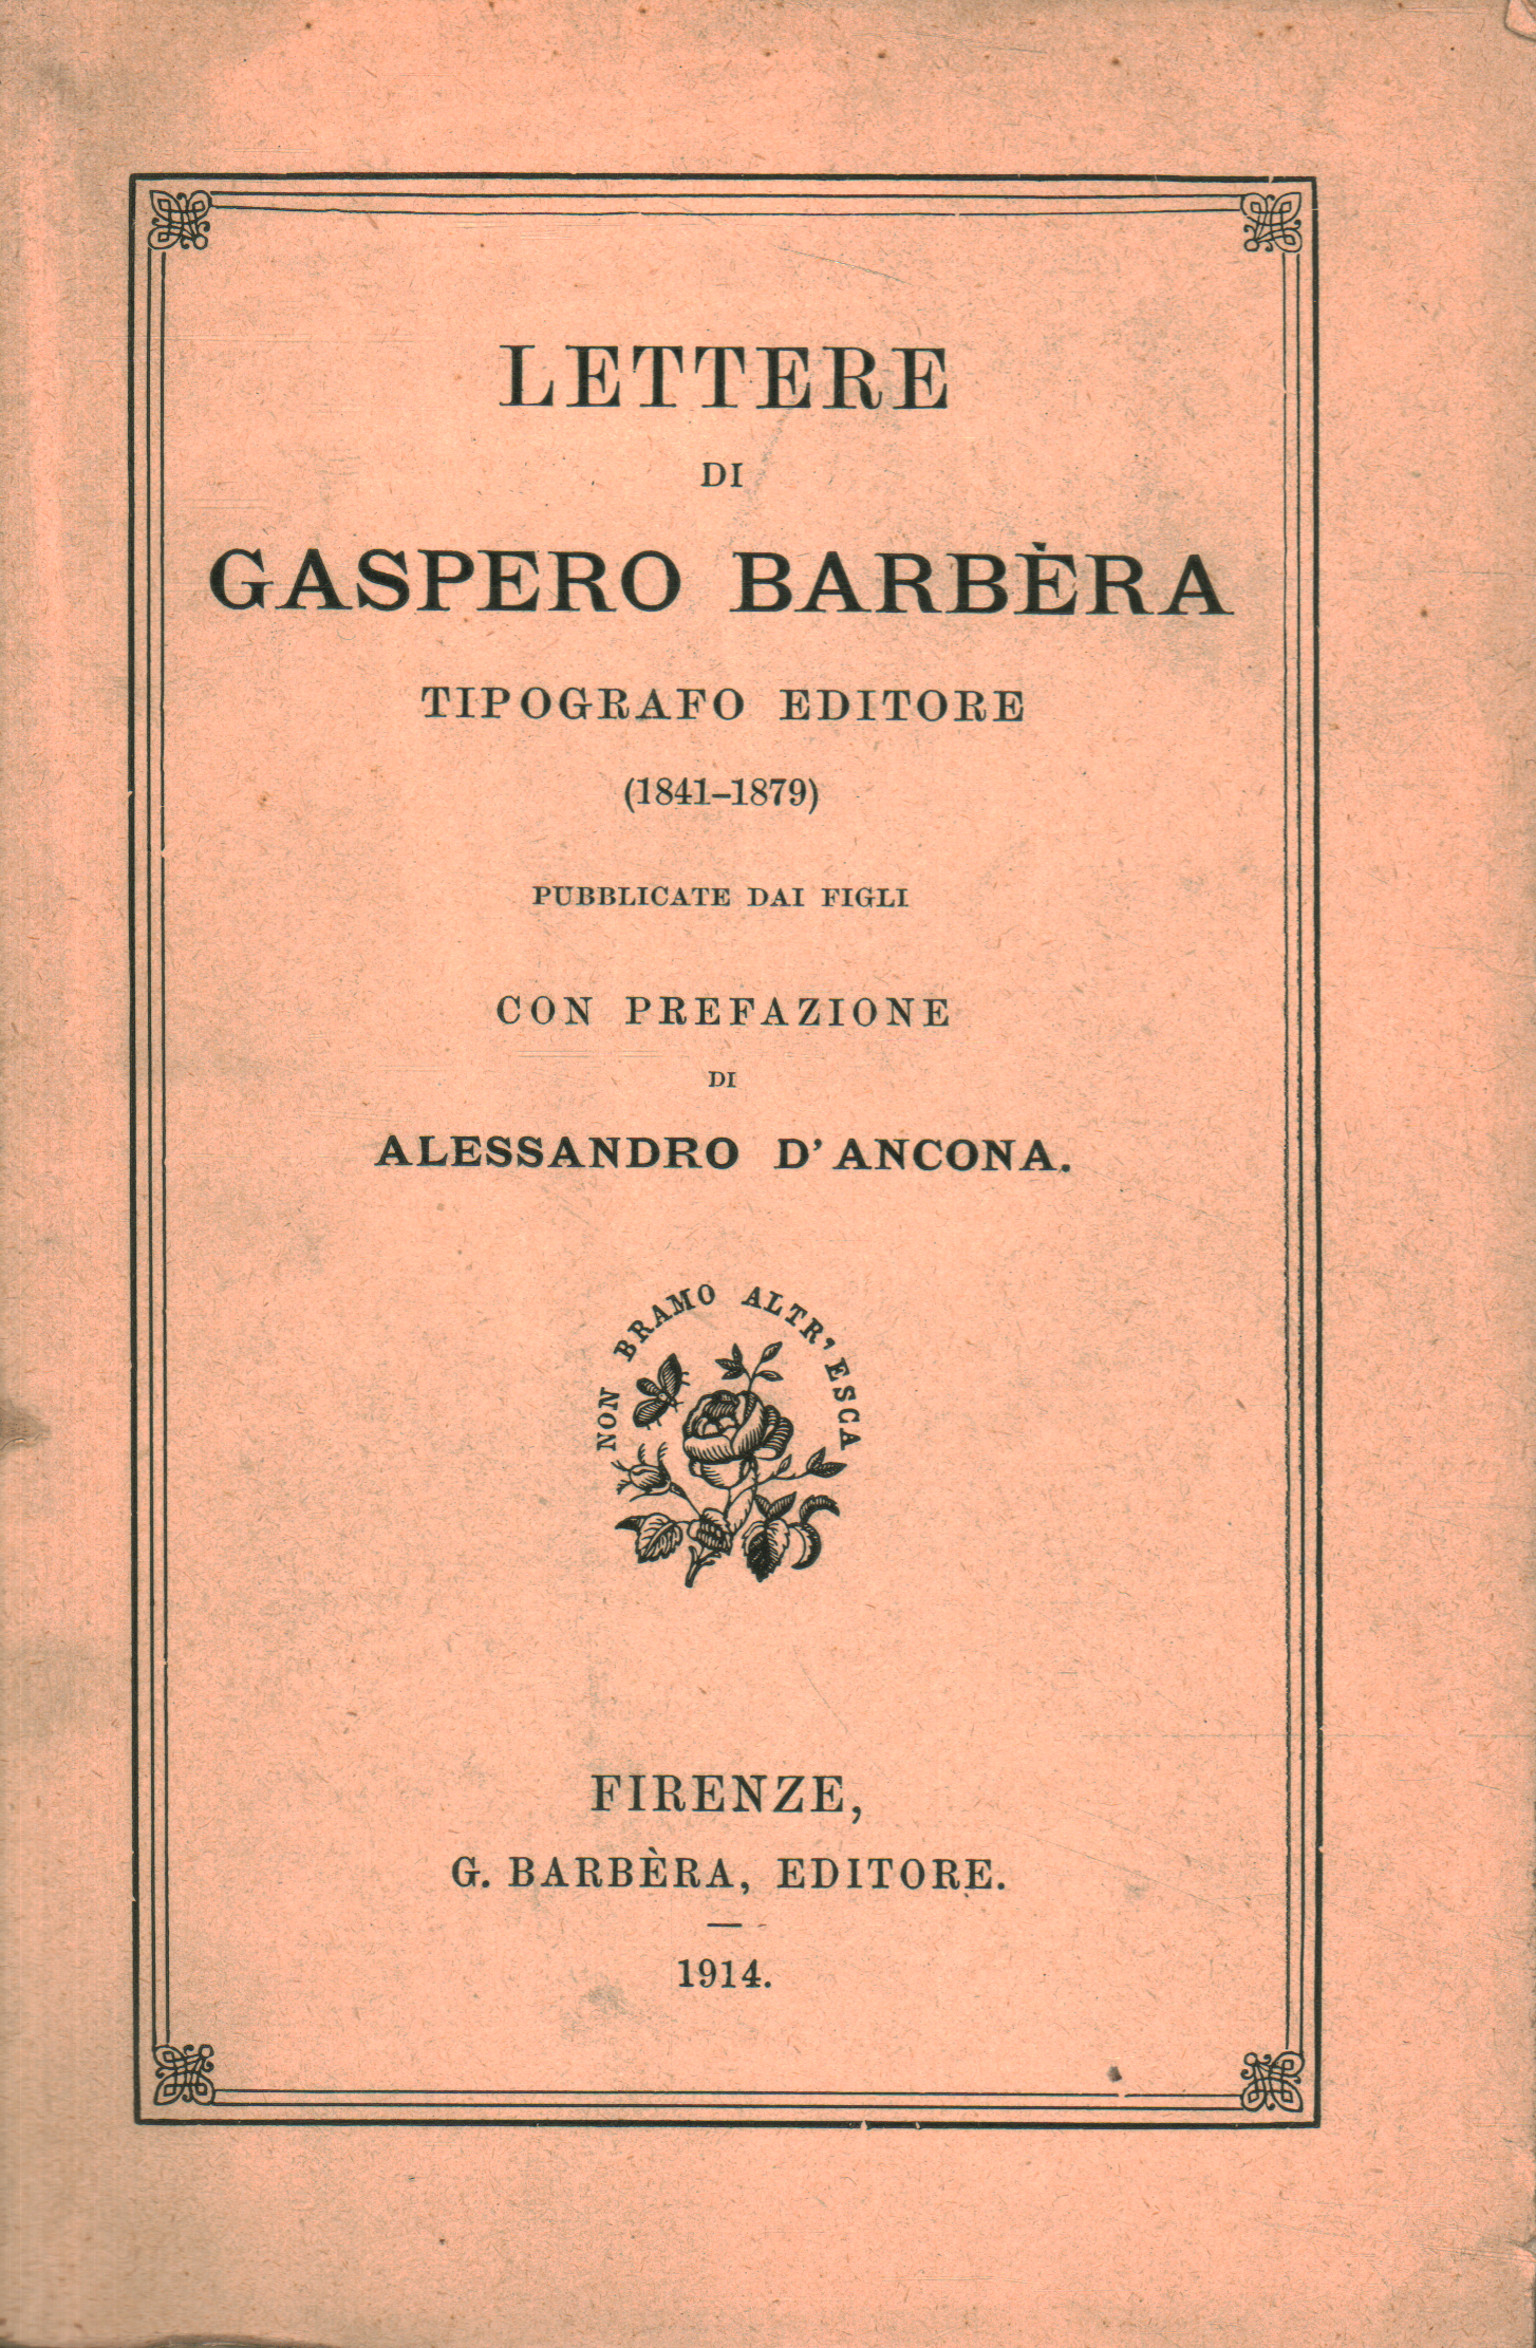 LETTERE
DI
GASPERO BARBÈRA
TIPOGRAFO EDITORE
(1841–1879)
PUBBLICATE DAI FIGLI
CON PREFAZIONE
DI
ALESSANDRO D'ANCONA.
NON BRAMO ALTR' ESCA
FIRENZE,
G. BARBÈRA, EDITORE.
1914.